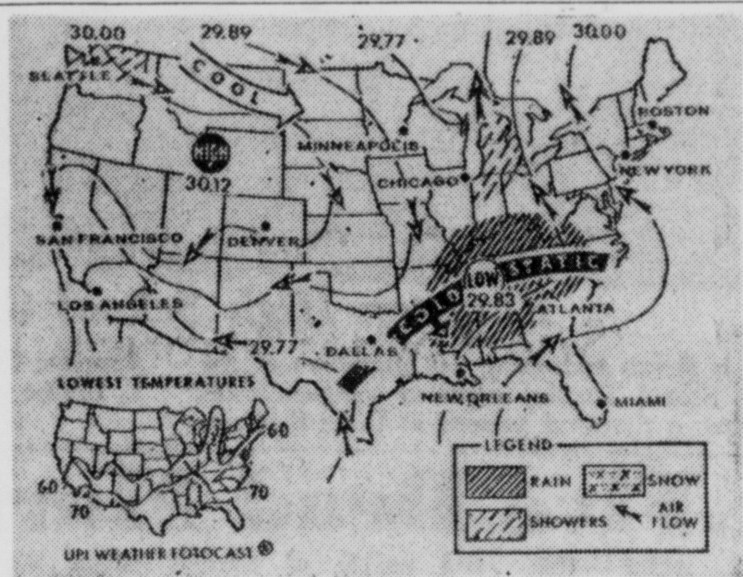 30.00 29.89 29.77 29.89 30.00
SEATTLE
COOL
BOSTON
MINNEAPOLIS
HIGH
30.12
NEW YORK
CHICAGO
SAN FRANCISCO
DENVER
COLD LOW STATIC
29.83
LOS ANGELES
ATLANTA
29.77
DALLAS
LOWEST TEMPERATURES
NEW ORLEANS
MIAMI
60
60
70
70
LEGEND
RAIN
SNOW
SHOWERS
AIR FLOW
UPI WEATHER FOTOCAST ®